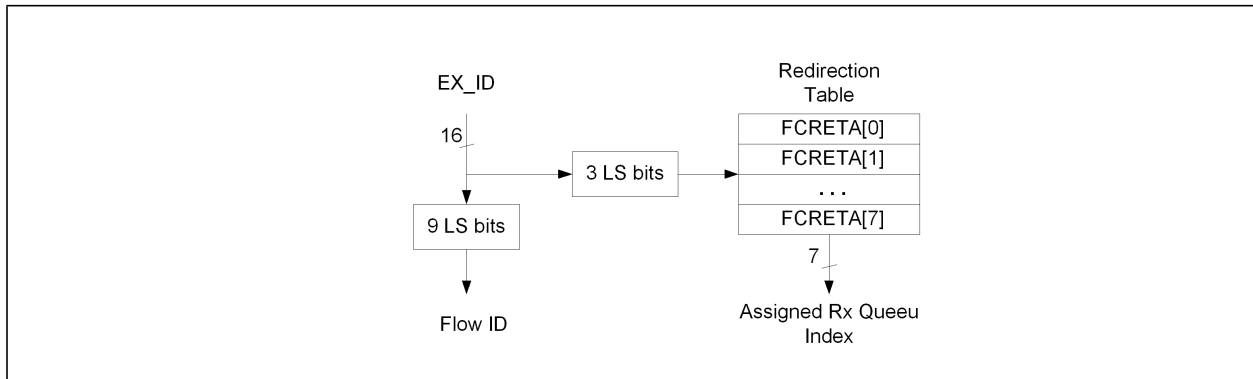 EX_ID
16
9 LS bits
Flow ID
3 LS bits
Redirection
Table
FCRETA[0]
FCRETA[1]
. . .
FCRETA[7]
7
Assigned Rx Queeu
Index